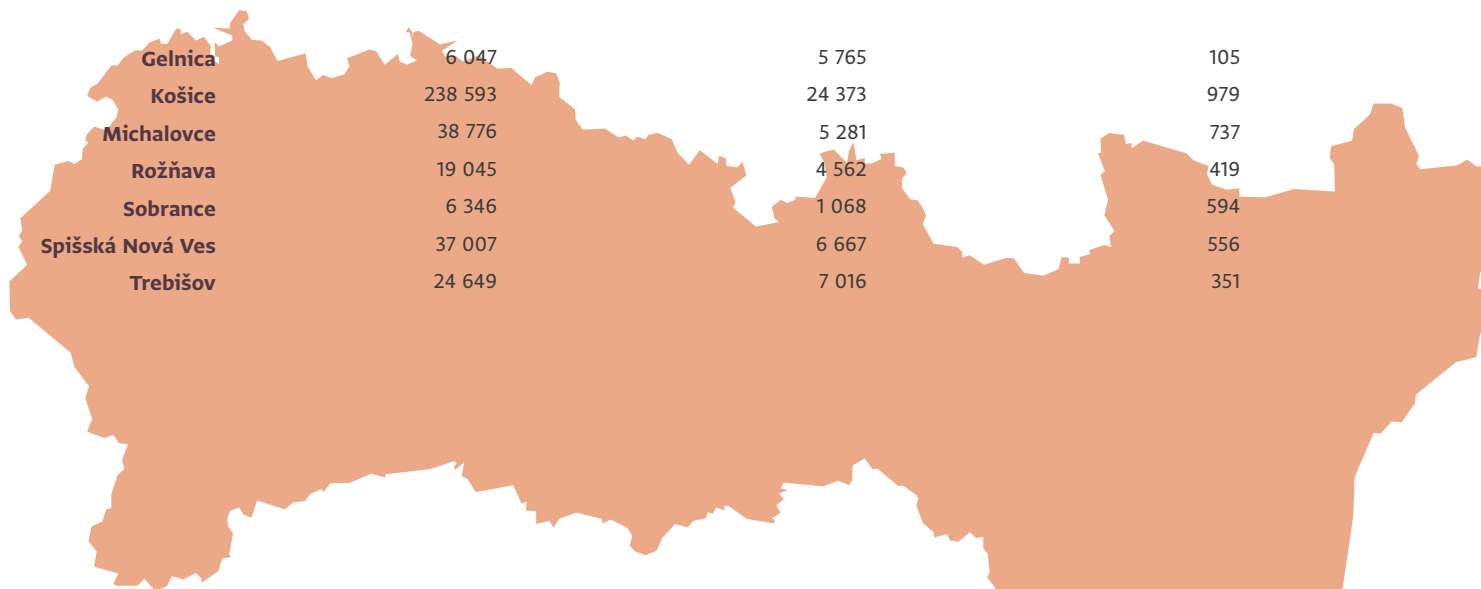 Gelnica 6 047 5 765 105
Košice 238 593 24 373 979
Michalovce 38 776 5 281 737
Rožňava 19 045 4 562 419
Sobrance 6 346 1 068 594
Spišská Nová Ves 37 007 6 667 556
Trebišov 24 649 7 016 351